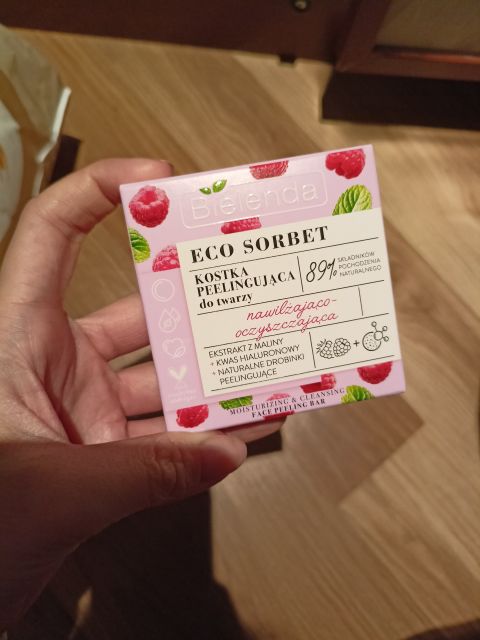 Bielenda
ECO SORBET
KOSTKA
PEELINGUJĄCA
do twarzy
89%
SKŁADNIKÓW
POCHODZENIA
NATURALNEGO
nawilżająco-
oczyszczająca
EKSTRAKT Z MALINY
+ KWAS HIALURONOWY
+ NATURALNE DROBINKI
PEELINGUJĄCE
+
MOISTURIZING & CLEANSING
FACE PEELING BAR